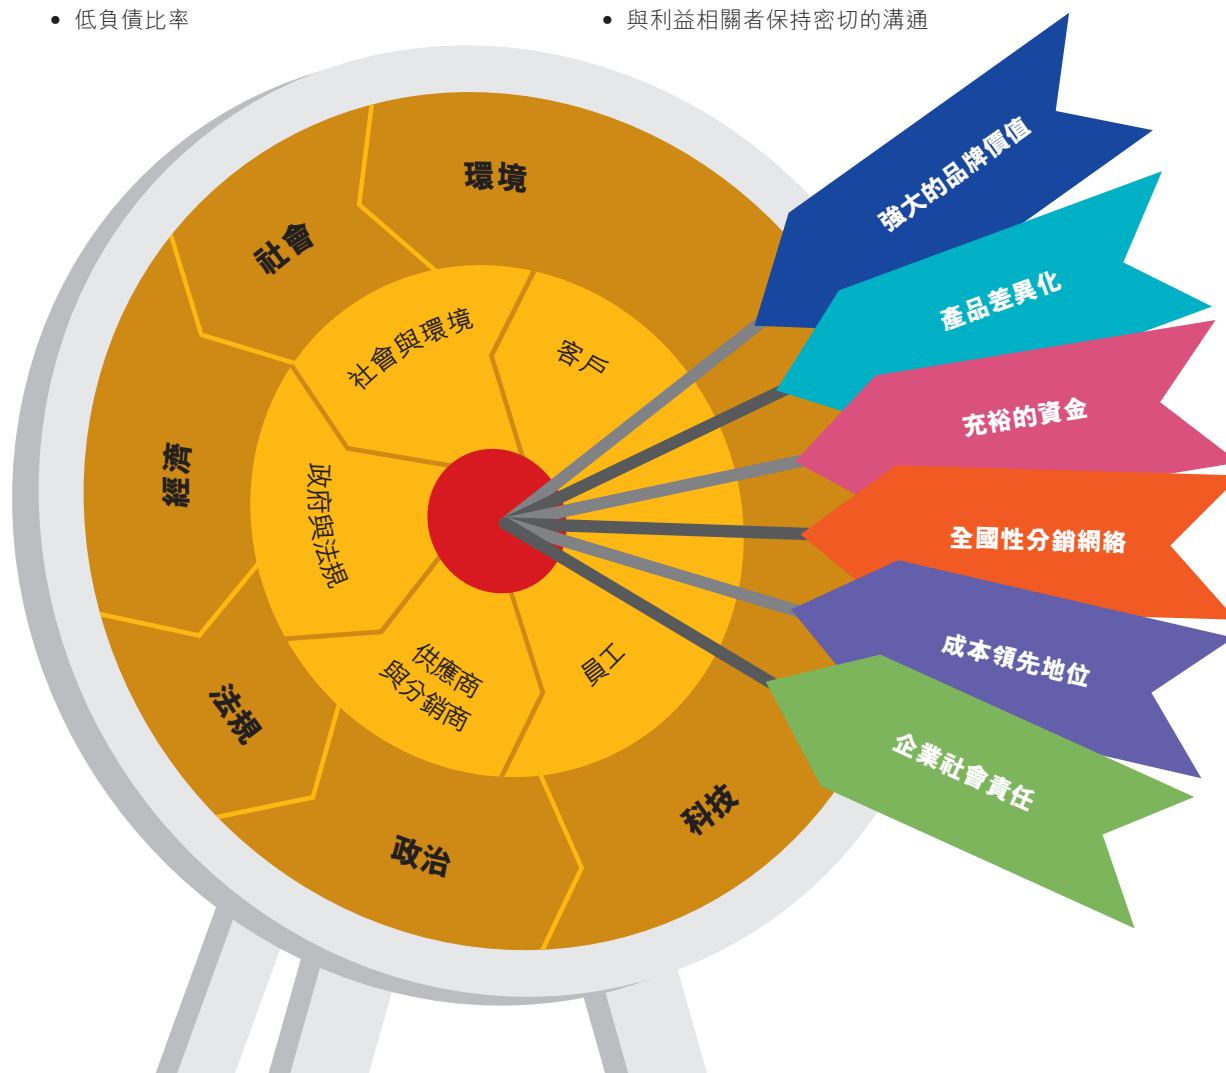 • 低負債比率
• 與利益相關者保持密切的溝通
強大的品牌價值
產品差異化
充裕的資金
全國性分銷網絡
成本領先地位
企業社會責任
環境
社會
經濟
法規
政治
科技
社會與環境
客戶
政府與法規
供應商
與分銷商
員工